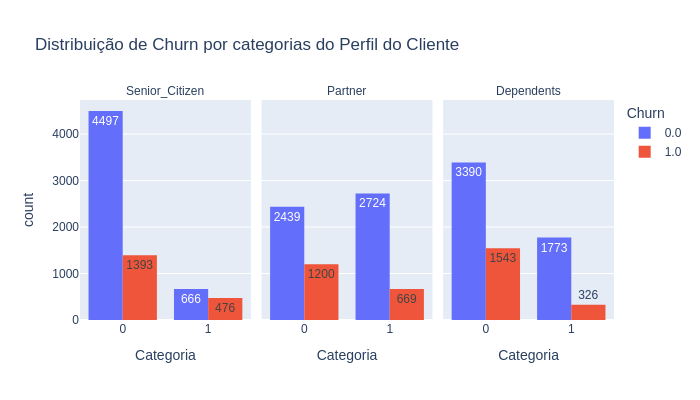 Distribuição de Churn por categorias do Perfil do Cliente
Senior_Citizen
Partner
Dependents
Churn
0.0
1.0
count
4000
3000
2000
1000
0
4497
1393
666
476
2439
1200
2724
669
3390
1543
1773
326
0
1
0
1
0
1
Categoria
Categoria
Categoria